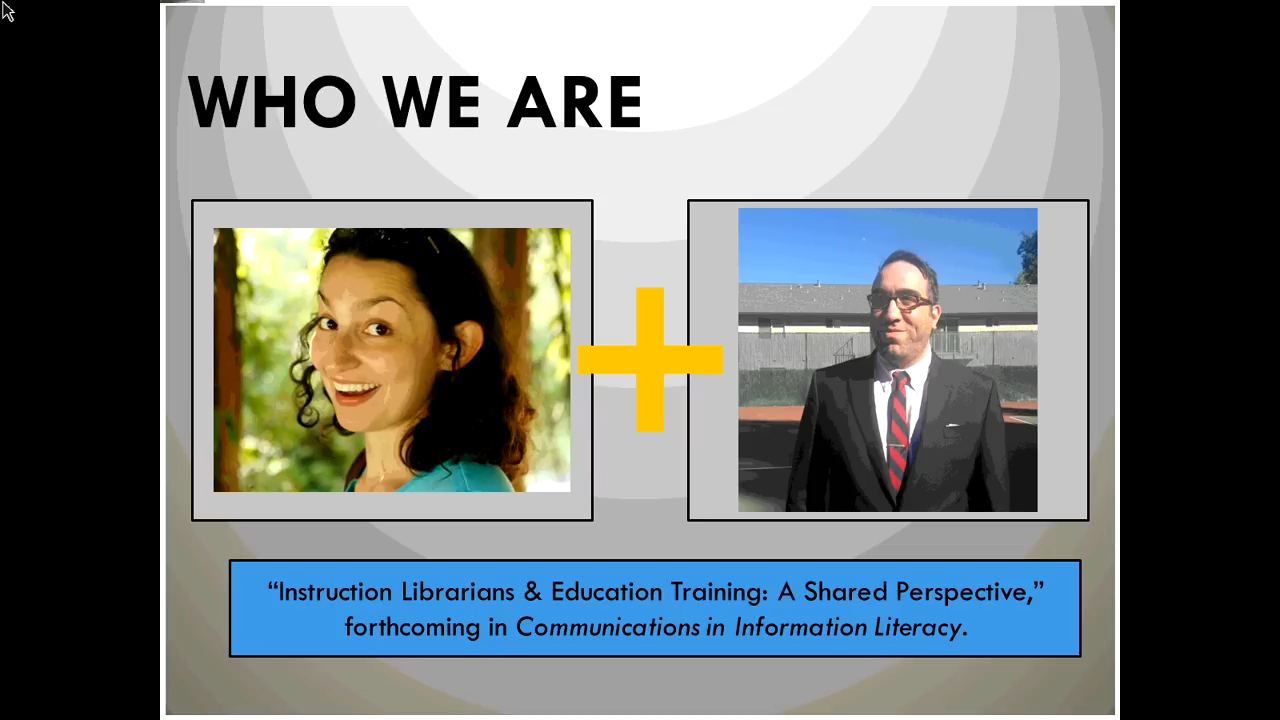 WHO WE ARE
“Instruction Librarians & Education Training: A Shared Perspective,”
forthcoming in Communications in Information Literacy.